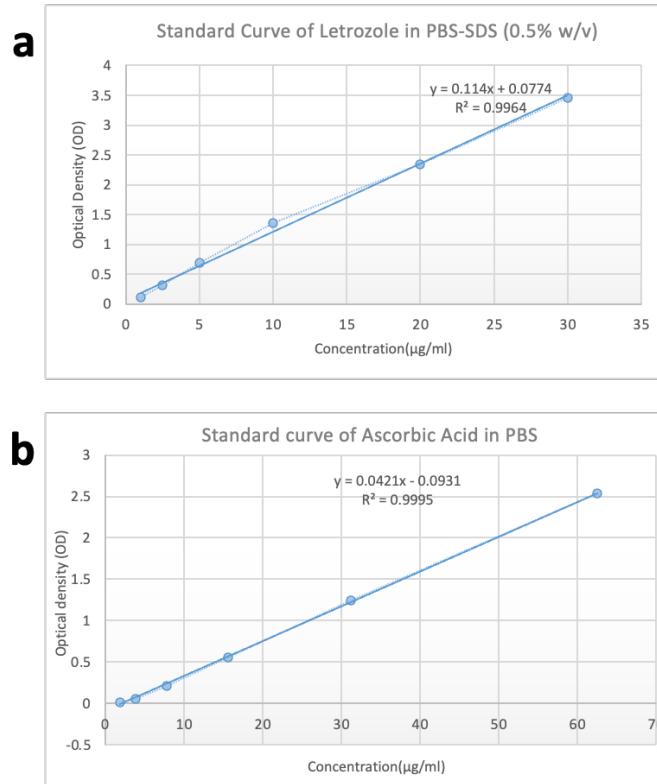 a
Standard Curve of Letrozole in PBS-SDS (0.5% w/v)
y = 0.114x + 0.0774
R² = 0.9964
Optical Density (OD)
4
3.5
3
2.5
2
1.5
1
0.5
0
0 5 10 15 20 25 30 35
Concentration(µg/ml)
b
Standard curve of Ascorbic Acid in PBS
y = 0.0421x - 0.0931
R² = 0.9995
Optical density (OD)
3
2.5
2
1.5
1
0.5
0
-0.5
0 10 20 30 40 50 60 70
Concentration(µg/ml)